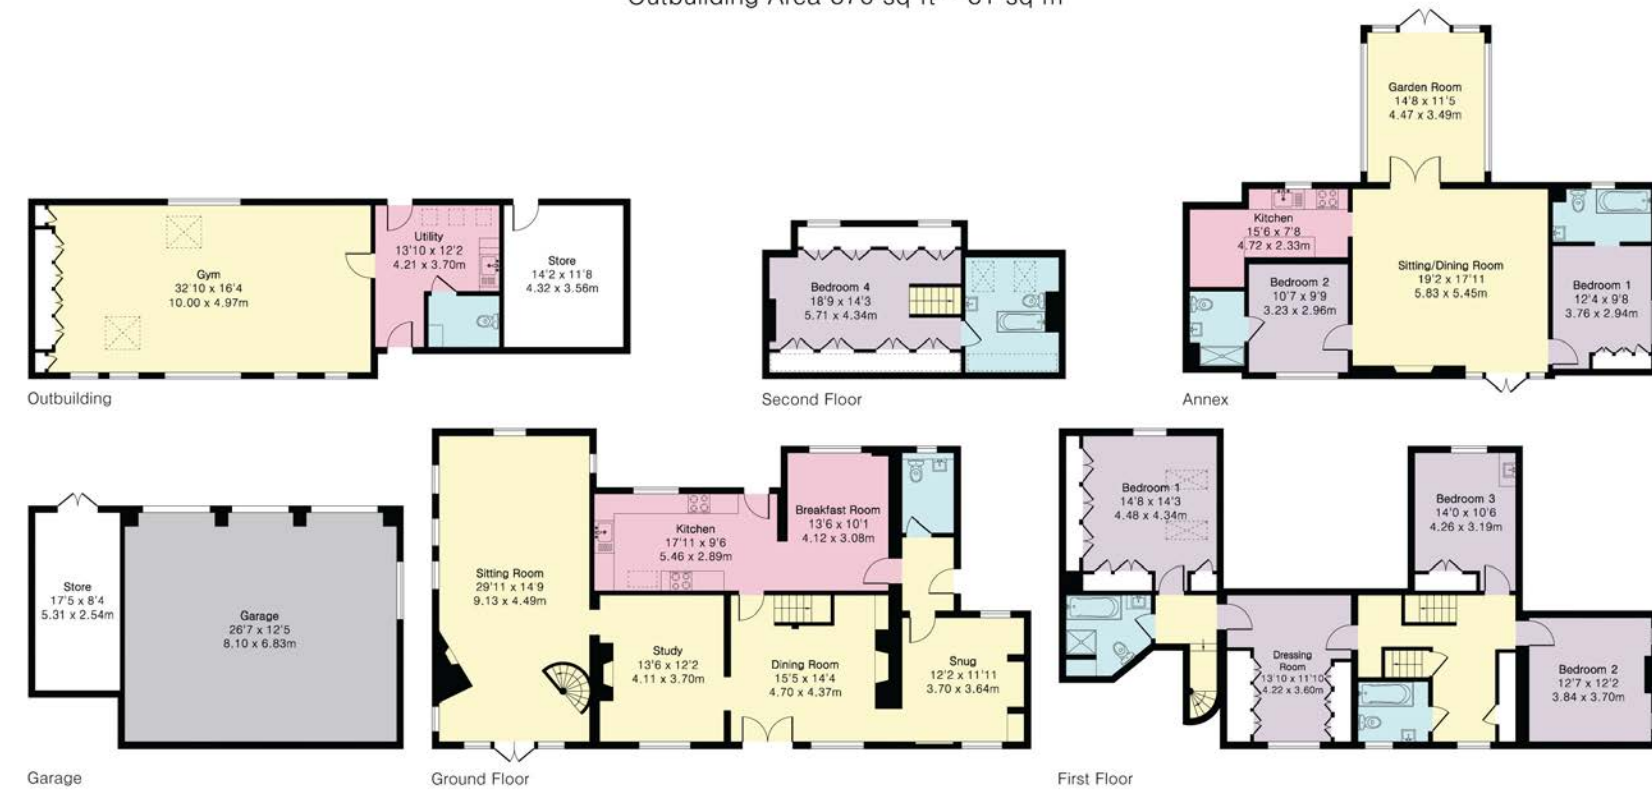 Garden Room
14'8 x 11'5
4.47 x 3.49m
Gym
32'10 x 16'4
10.00 x 4.97m
Utility
13'10 x 12'2
4.21 x 3.70m
Store
14'2 x 11'8
4.32 x 3.56m
Outbuilding
Bedroom 4
18'9 x 14'3
5.71 x 4.34m
Second Floor
Kitchen
15'6 x 7'8
4.72 x 2.33m
Bedroom 2
10'7 x 9'9
3.23 x 2.96m
Sitting/Dining Room
19'2 x 17'11
5.83 x 5.45m
Bedroom 1
12'4 x 9'8
3.76 x 2.94m
Annex
Store
17'5 x 8'4
5.31 x 2.54m
Garage
26'7 x 12'5
8.10 x 6.83m
Garage
Sitting Room
29'11 x 14'9
9.13 x 4.49m
Kitchen
17'11 x 9'6
5.46 x 2.89m
Breakfast Room
13'6 x 10'1
4.12 x 3.08m
Study
13'6 x 12'2
4.11 x 3.70m
Dining Room
15'5 x 14'4
4.70 x 4.37m
Snug
12'2 x 11'11
3.70 x 3.64m
Ground Floor
Bedroom 1
14'8 x 14'3
4.48 x 4.34m
Bedroom 3
14'0 x 10'6
4.26 x 3.19m
Dressing
Room
13'10 x 11'10
4.22 x 3.60m
Bedroom 2
12'7 x 12'2
3.84 x 3.70m
First Floor